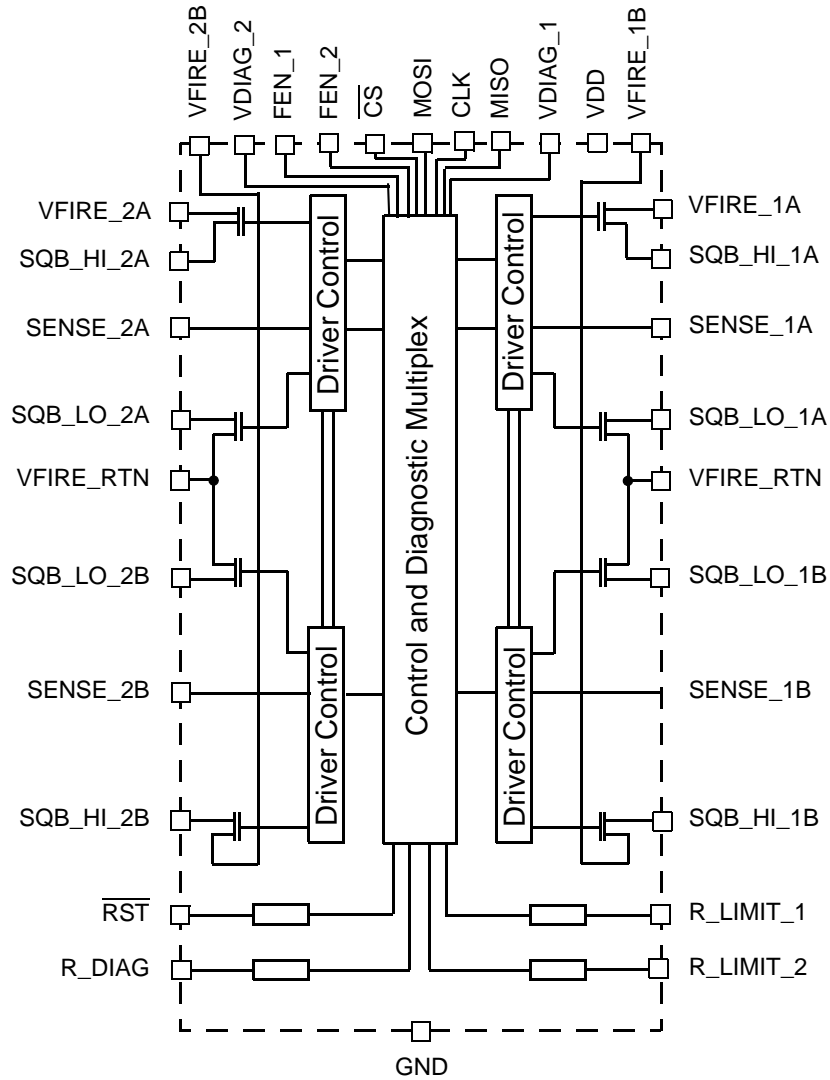 VFIRE_2B
VDIAG_2
FEN_1
FEN_2
CS
MOSI
CLK
MISO
VDIAG_1
VDD
VFIRE_1B
VFIRE_2A
SQB_HI_2A
SENSE_2A
SQB_LO_2A
VFIRE_RTN
SQB_LO_2B
SENSE_2B
SQB_HI_2B
RST
R_DIAG
Driver Control
Driver Control
Control and Diagnostic Multiplex
Driver Control
Driver Control
VFIRE_1A
SQB_HI_1A
SENSE_1A
SQB_LO_1A
VFIRE_RTN
SQB_LO_1B
SENSE_1B
SQB_HI_1B
R_LIMIT_1
R_LIMIT_2
GND